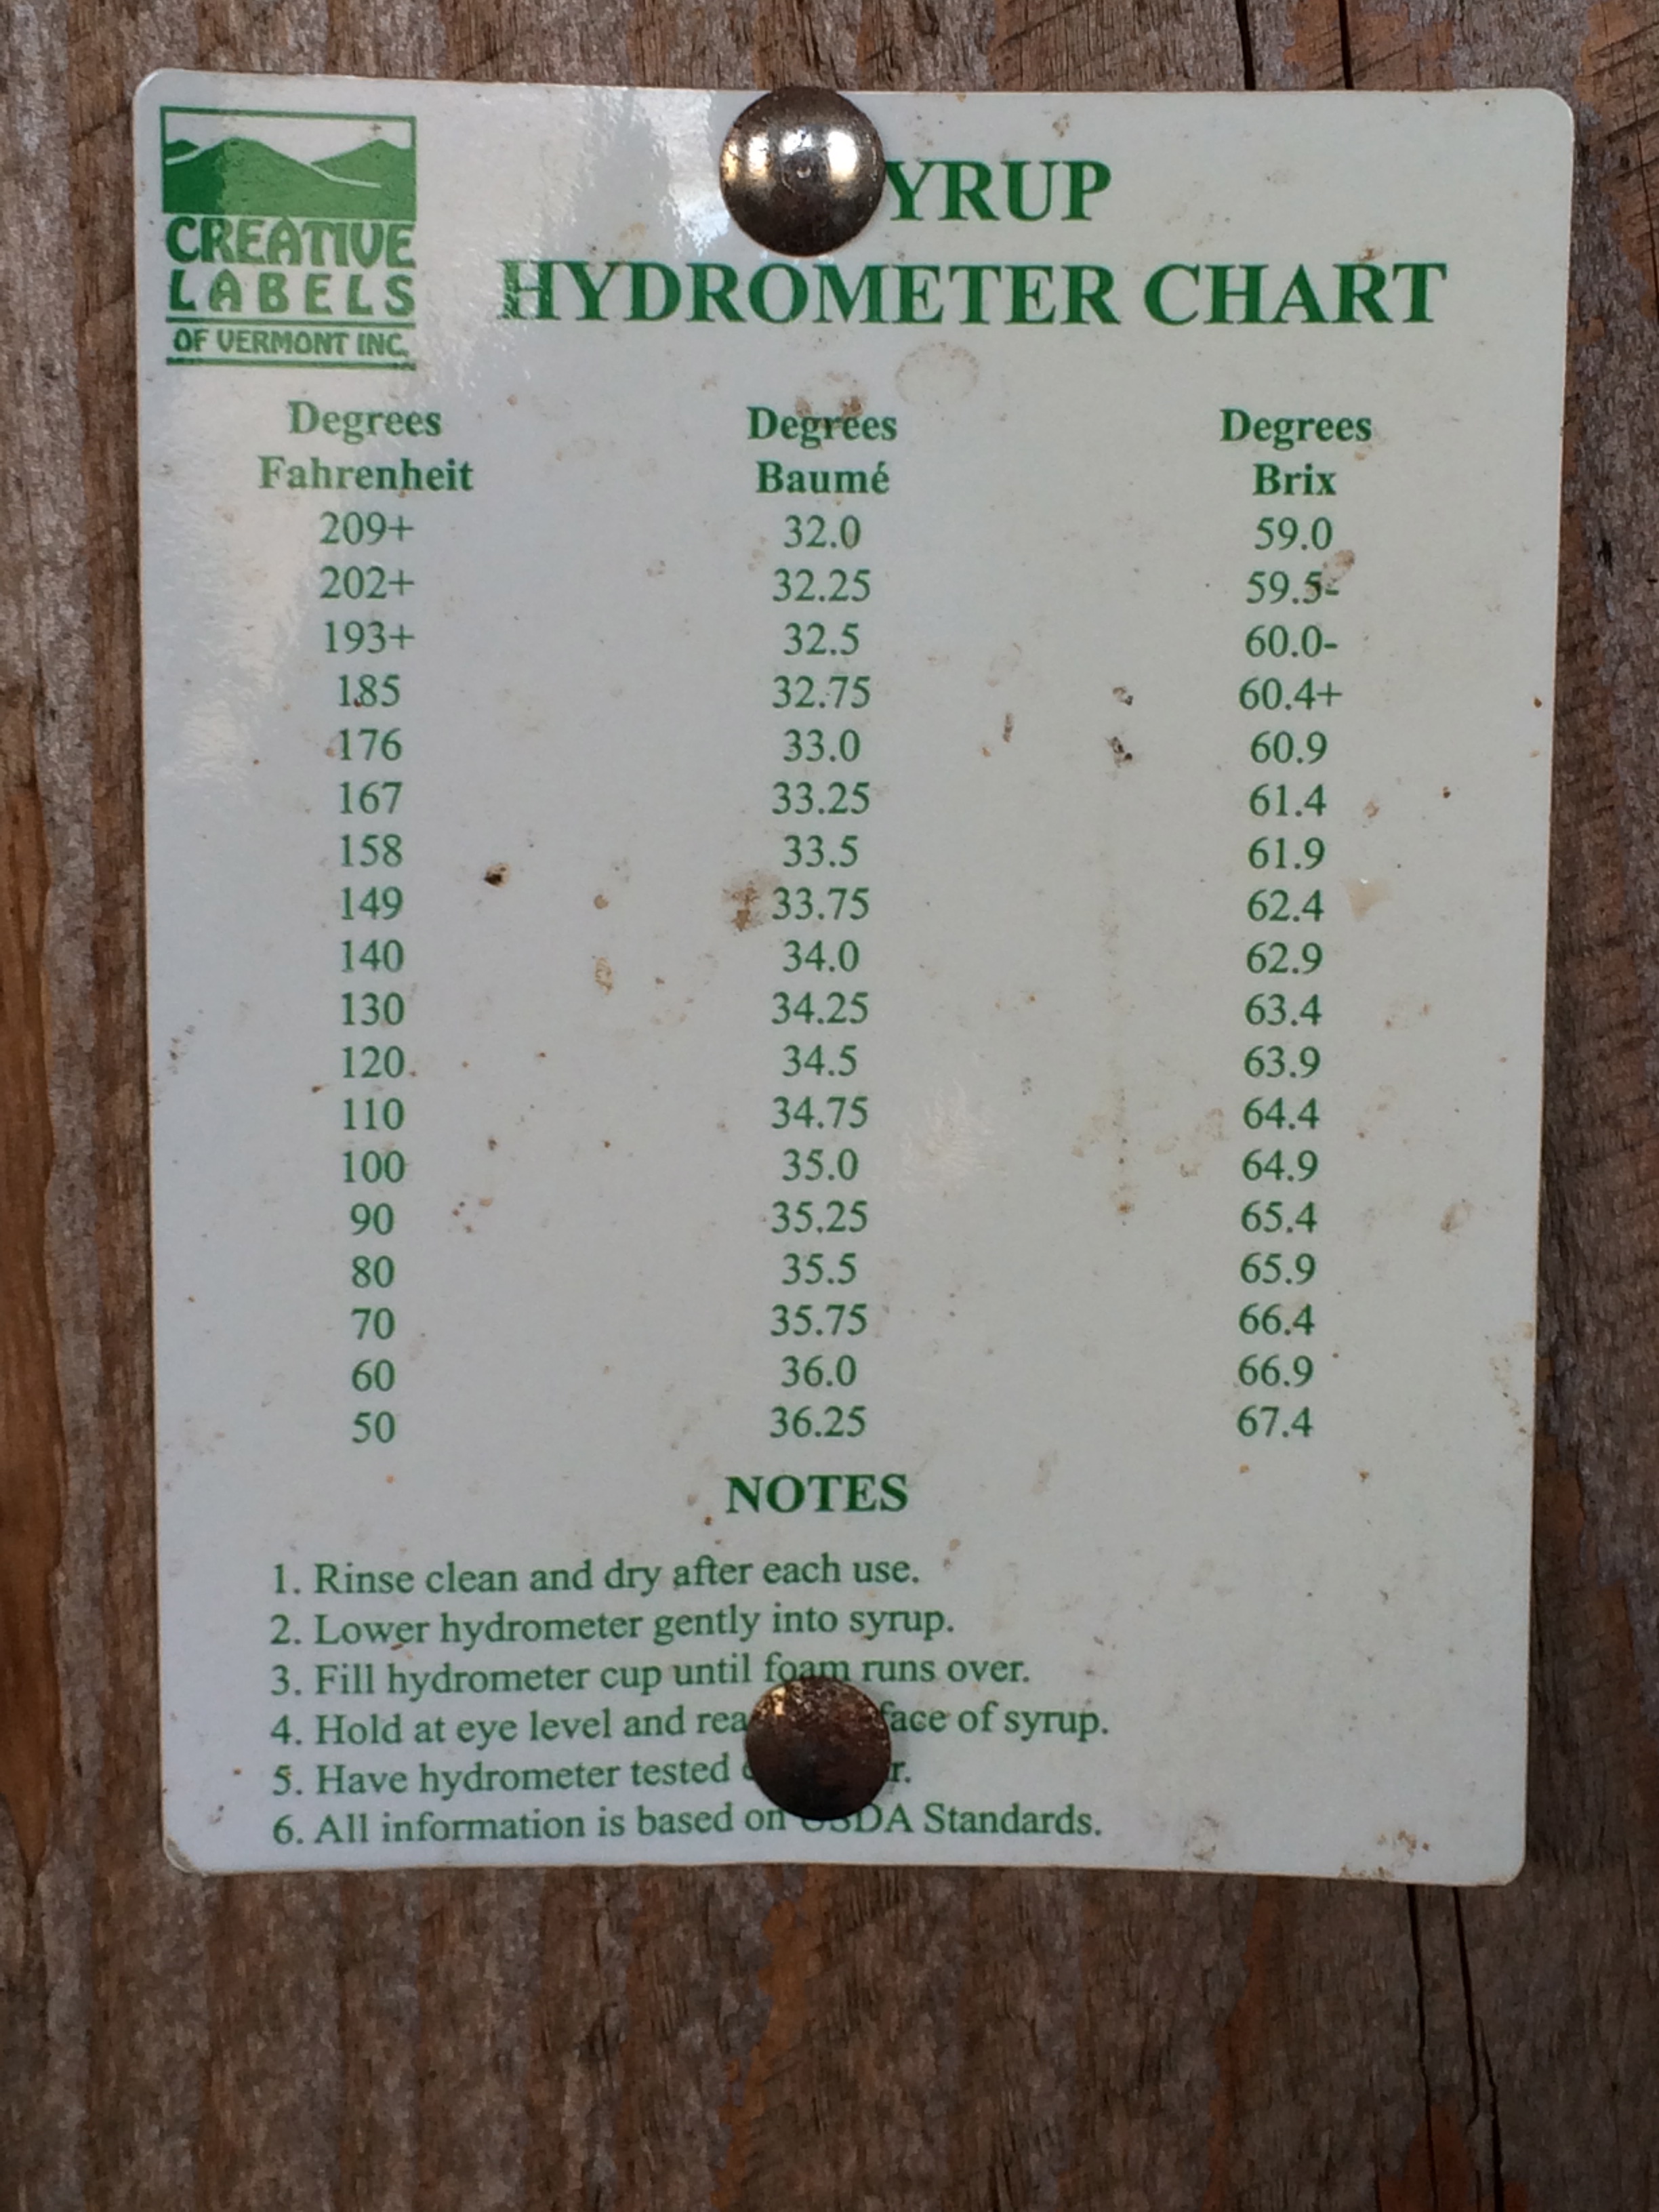 CREATIVE
LABELS
OF VERMONT INC.
YRUP
HYDROMETER CHART
Degrees Fahrenheit Degrees Baumé Degrees Brix
209+ 32.0 59.0
202+ 32.25 59.5-
193+ 32.5 60.0-
185 32.75 60.4+
176 33.0 60.9
167 33.25 61.4
158 33.5 61.9
149 33.75 62.4
140 34.0 62.9
130 34.25 63.4
120 34.5 63.9
110 34.75 64.4
100 35.0 64.9
90 35.25 65.4
80 35.5 65.9
70 35.75 66.4
60 36.0 66.9
50 36.25 67.4
NOTES
1. Rinse clean and dry after each use.
2. Lower hydrometer gently into syrup.
3. Fill hydrometer cup until foam runs over.
4. Hold at eye level and rea face of syrup.
5. Have hydrometer tested r.
6. All information is based on USDA Standards.